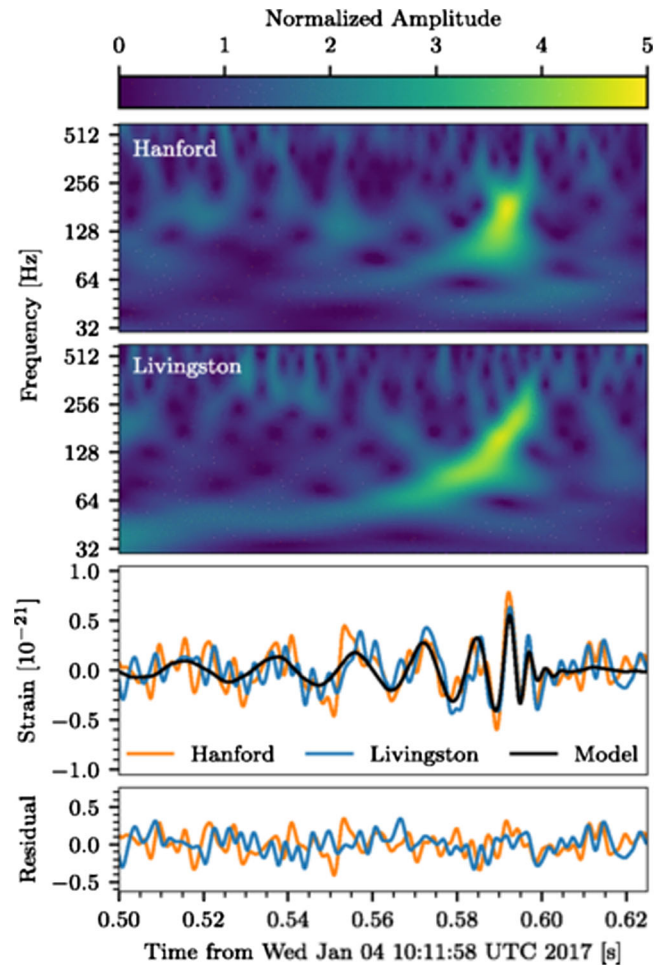 Normalized Amplitude
0 1 2 3 4 5
512
Hanford
256
128
64
32
Frequency [Hz]
512
Livingston
256
128
64
32
1.0
0.5
0.0
−0.5
−1.0
Strain [10⁻²¹]
Hanford Livingston Model
0.5
0.0
−0.5
Residual
0.50 0.52 0.54 0.56 0.58 0.60 0.62
Time from Wed Jan 04 10:11:58 UTC 2017 [s]